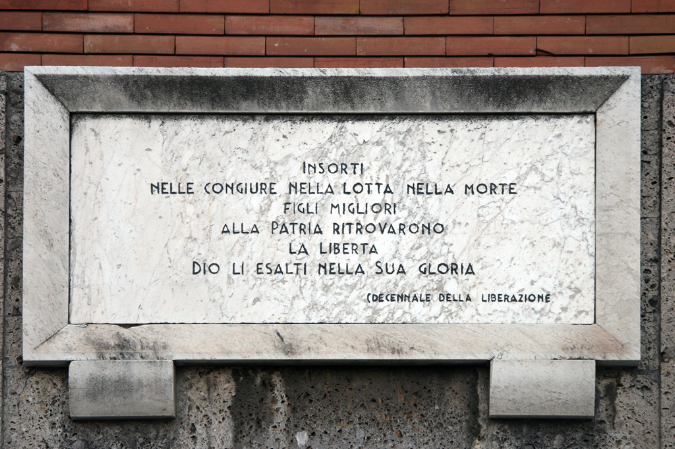 INSORTI
NELLE CONGIURE NELLA LOTTA NELLA MORTE
FIGLI MIGLIORI
ALLA PATRIA RITROVARONO
LA LIBERTA
DIO LI ESALTI NELLA SUA GLORIA
(DECENNALE DELLA LIBERAZIONE